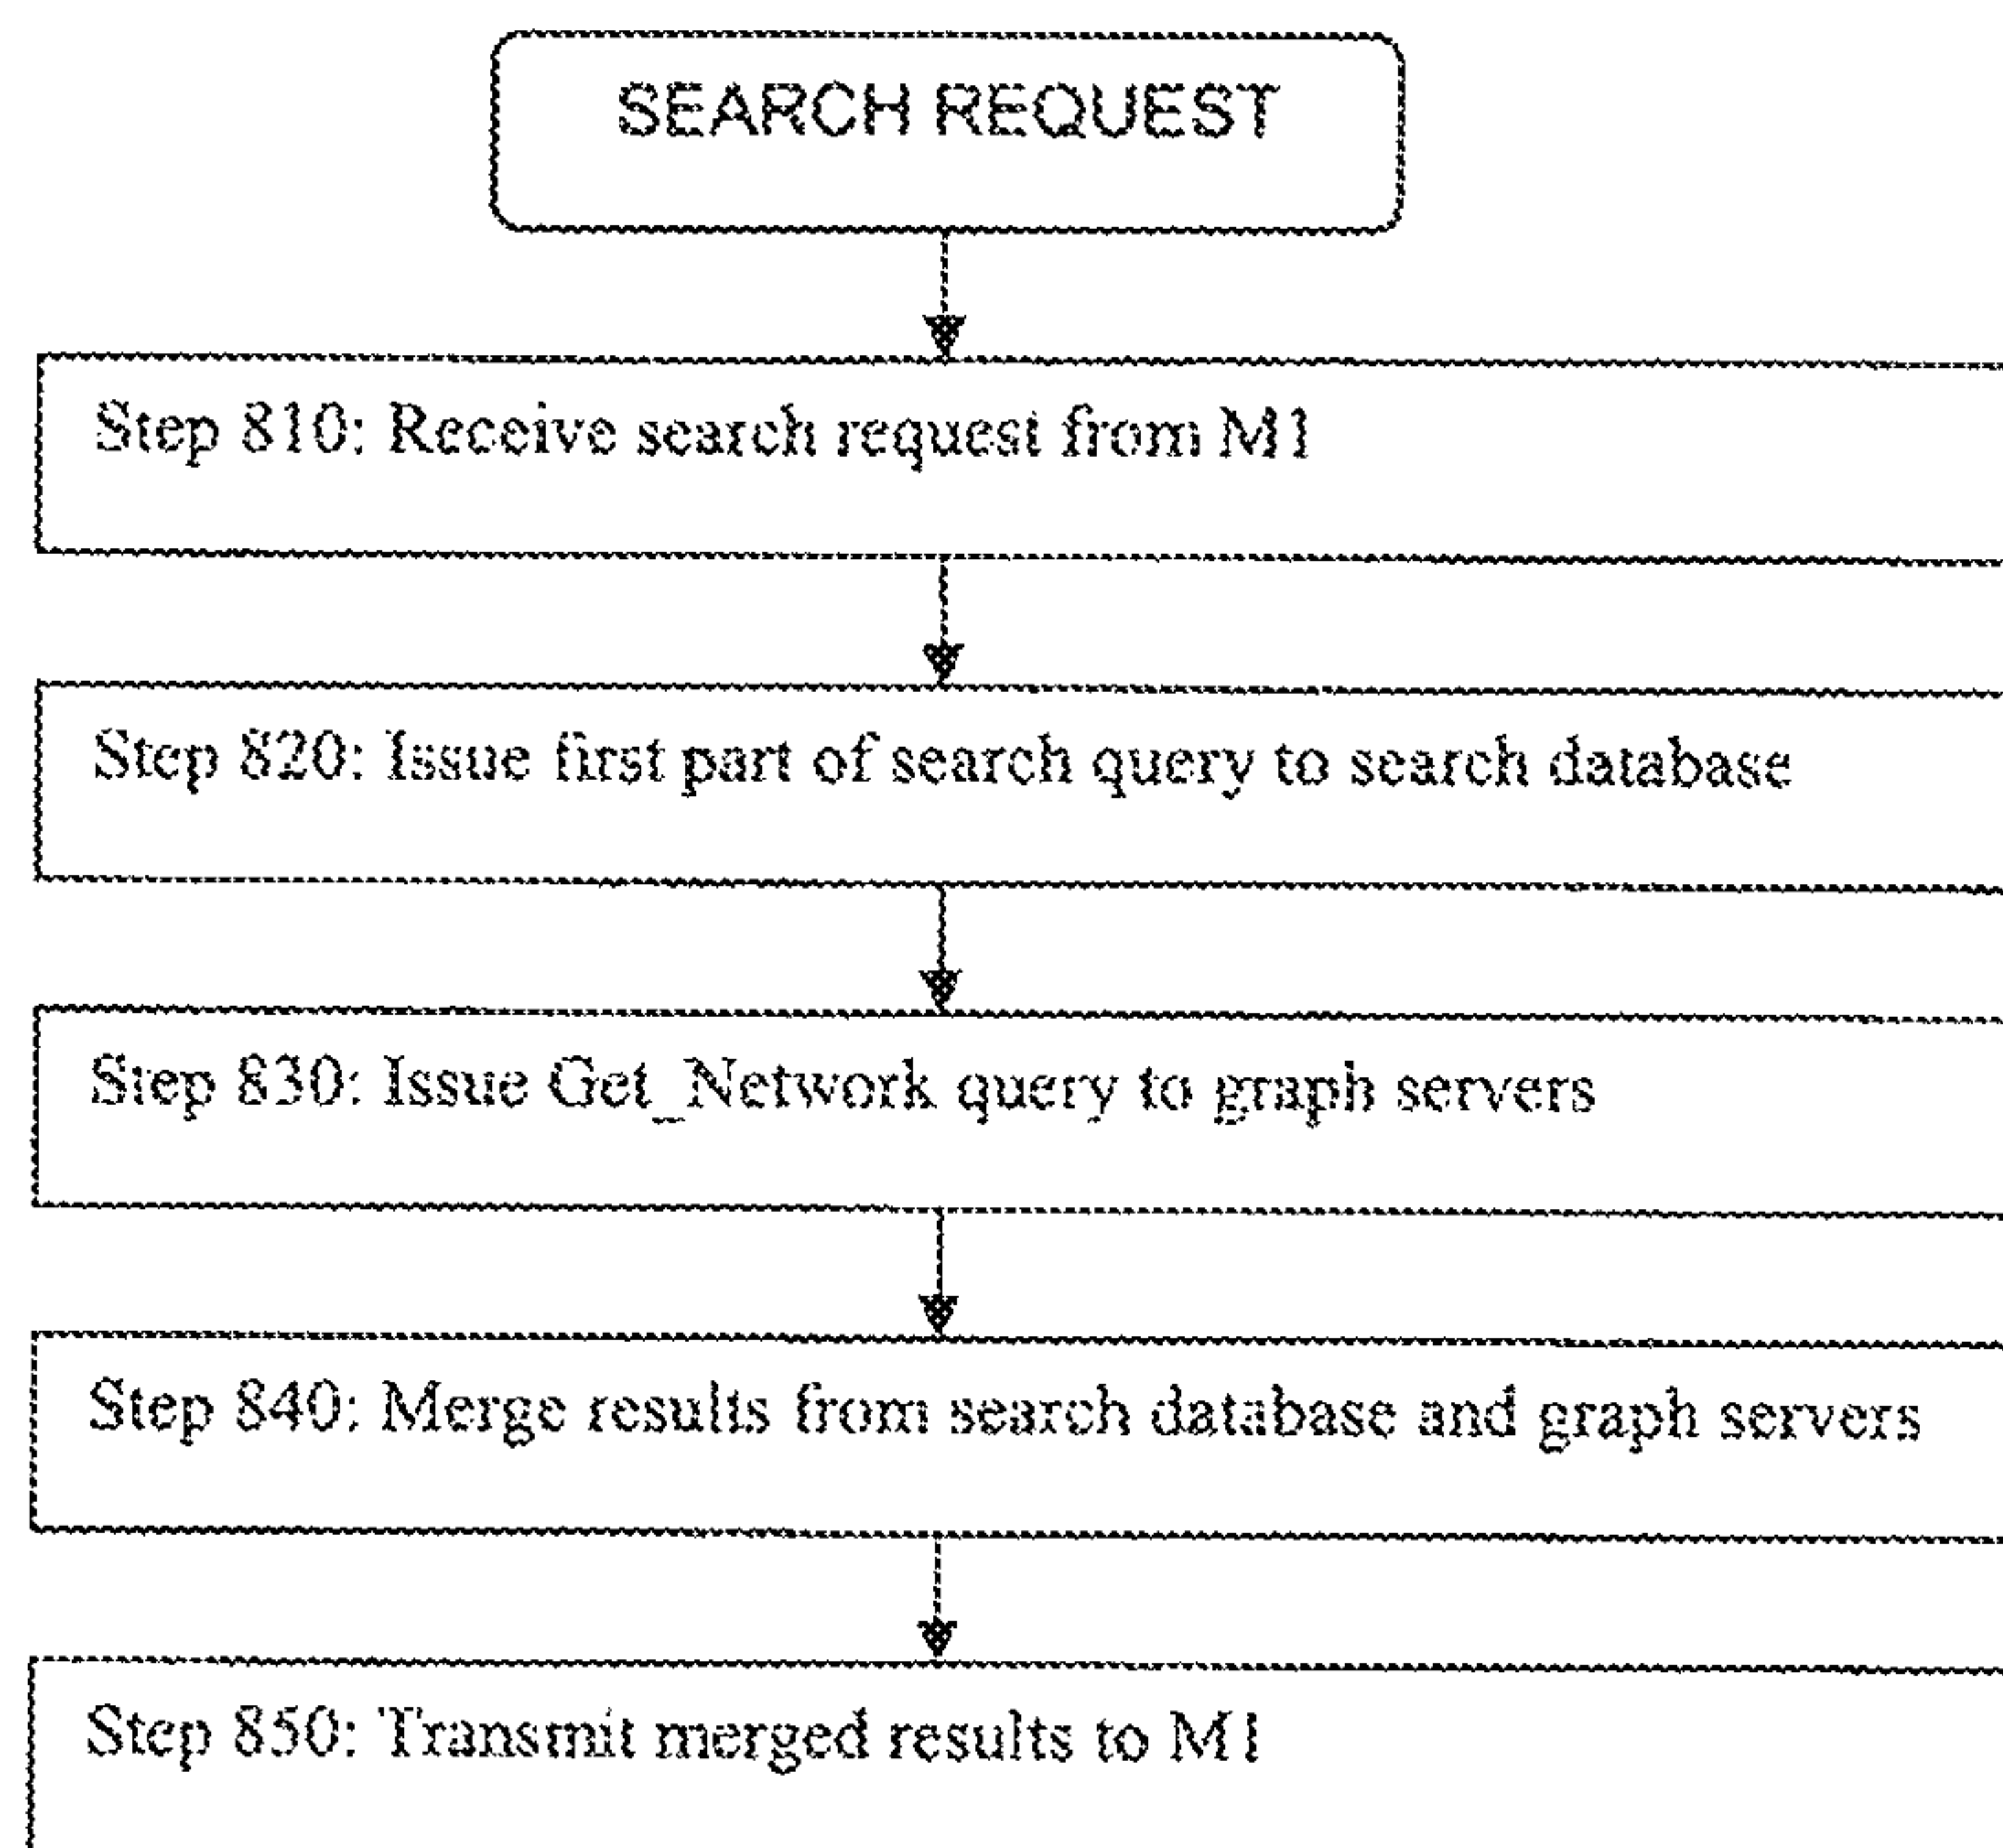 SEARCH REQUEST
Step 810: Receive search request from M1
Step 820: Issue first part of search query to search database
Step 830: Issue Get_Network query to graph servers
Step 840: Merge results from search database and graph servers
Step 850: Transmit merged results to M1